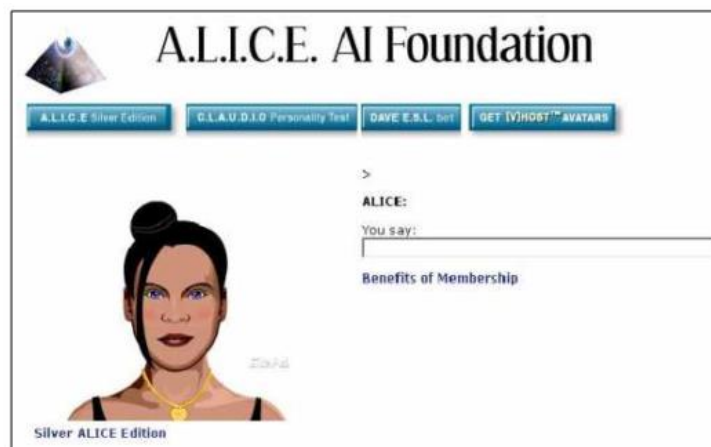 A.L.I.C.E. AI Foundation
A.L.I.C.E Silver Edition
C.L.A.U.D.I.O Personality Test
DAVE E.S.L. bot
GET [V]HOST™ AVATARS
>
ALICE:
You say:
Benefits of Membership
Silver ALICE Edition